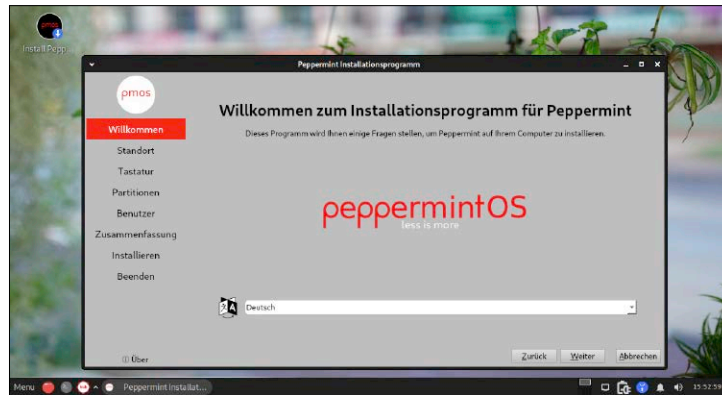 pmos
Install Pepp...
Peppermint Installationsprogramm
pmos
Willkommen
Standort
Tastatur
Partitionen
Benutzer
Zusammenfassung
Installieren
Beenden
Über
Willkommen zum Installationsprogramm für Peppermint
Dieses Programm wird Ihnen einige Fragen stellen, um Peppermint auf Ihrem Computer zu installieren.
peppermintOS
less is more
Deutsch
Zurück
Weiter
Abbrechen
Menu
Peppermint Installat...
15:52:59